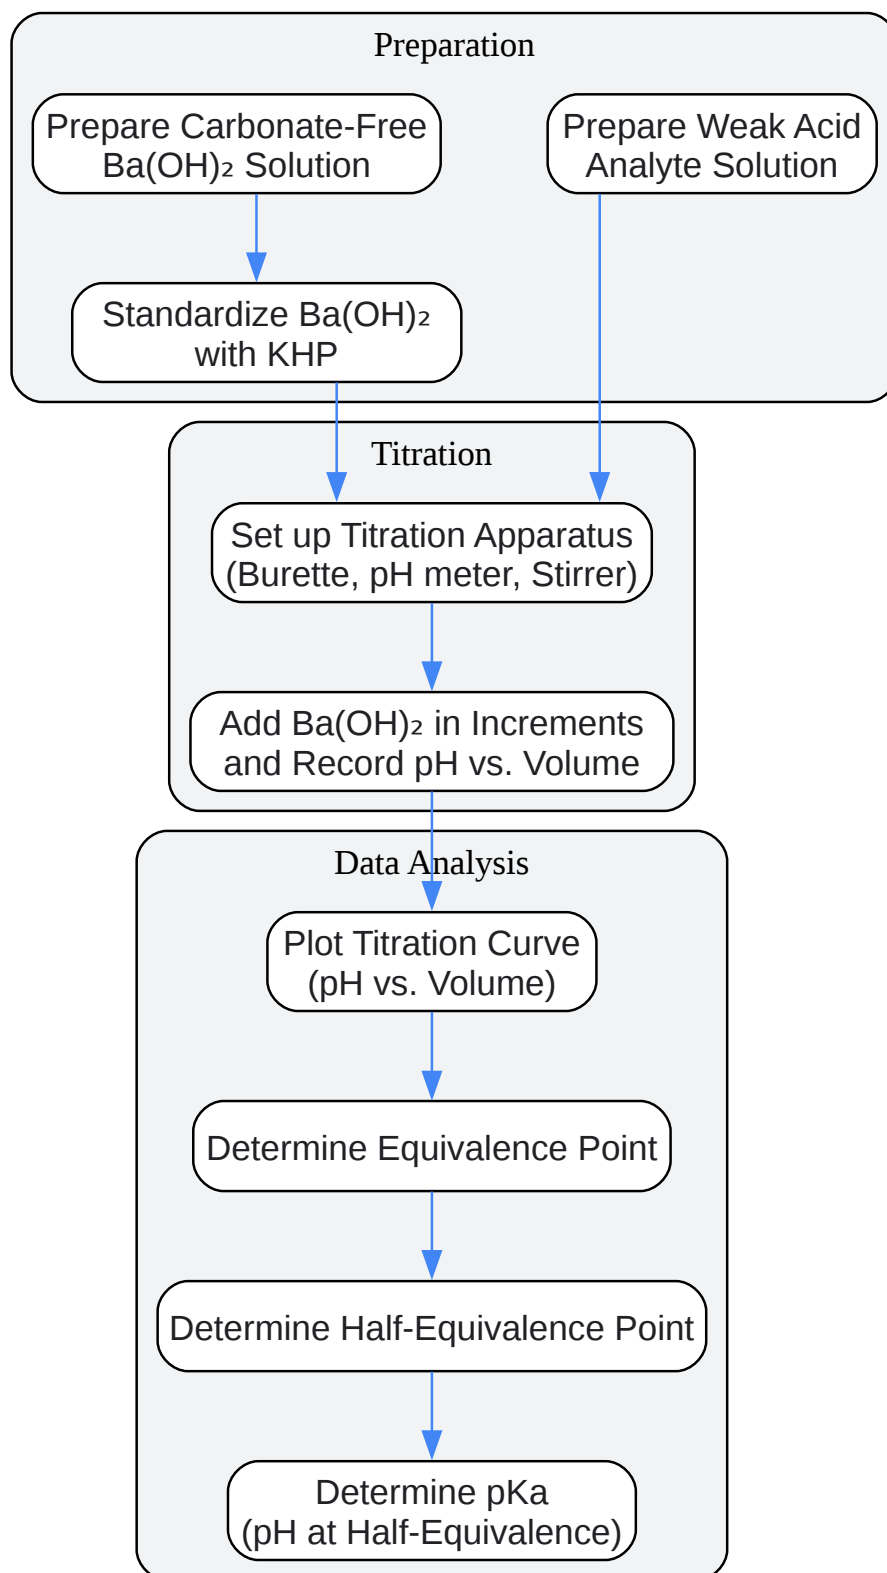 Preparation
Prepare Carbonate-Free
Ba(OH)₂ Solution
Prepare Weak Acid
Analyte Solution
Standardize Ba(OH)₂
with KHP
Titration
Set up Titration Apparatus
(Burette, pH meter, Stirrer)
Add Ba(OH)₂ in Increments
and Record pH vs. Volume
Data Analysis
Plot Titration Curve
(pH vs. Volume)
Determine Equivalence Point
Determine Half-Equivalence Point
Determine pKa
(pH at Half-Equivalence)